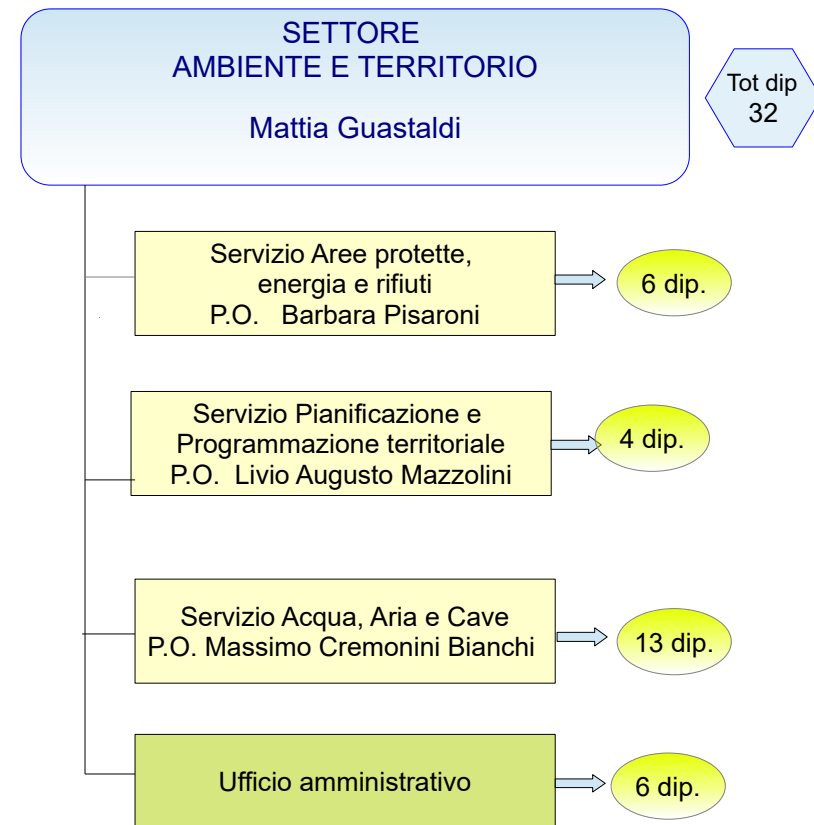 SETTORE
AMBIENTE E TERRITORIO
Mattia Guastaldi
Tot dip
32
Servizio Aree protette,
energia e rifiuti
P.O. Barbara Pisaroni
6 dip.
Servizio Pianificazione e
Programmazione territoriale
P.O. Livio Augusto Mazzolini
4 dip.
Servizio Acqua, Aria e Cave
P.O. Massimo Cremonini Bianchi
13 dip.
Ufficio amministrativo
6 dip.